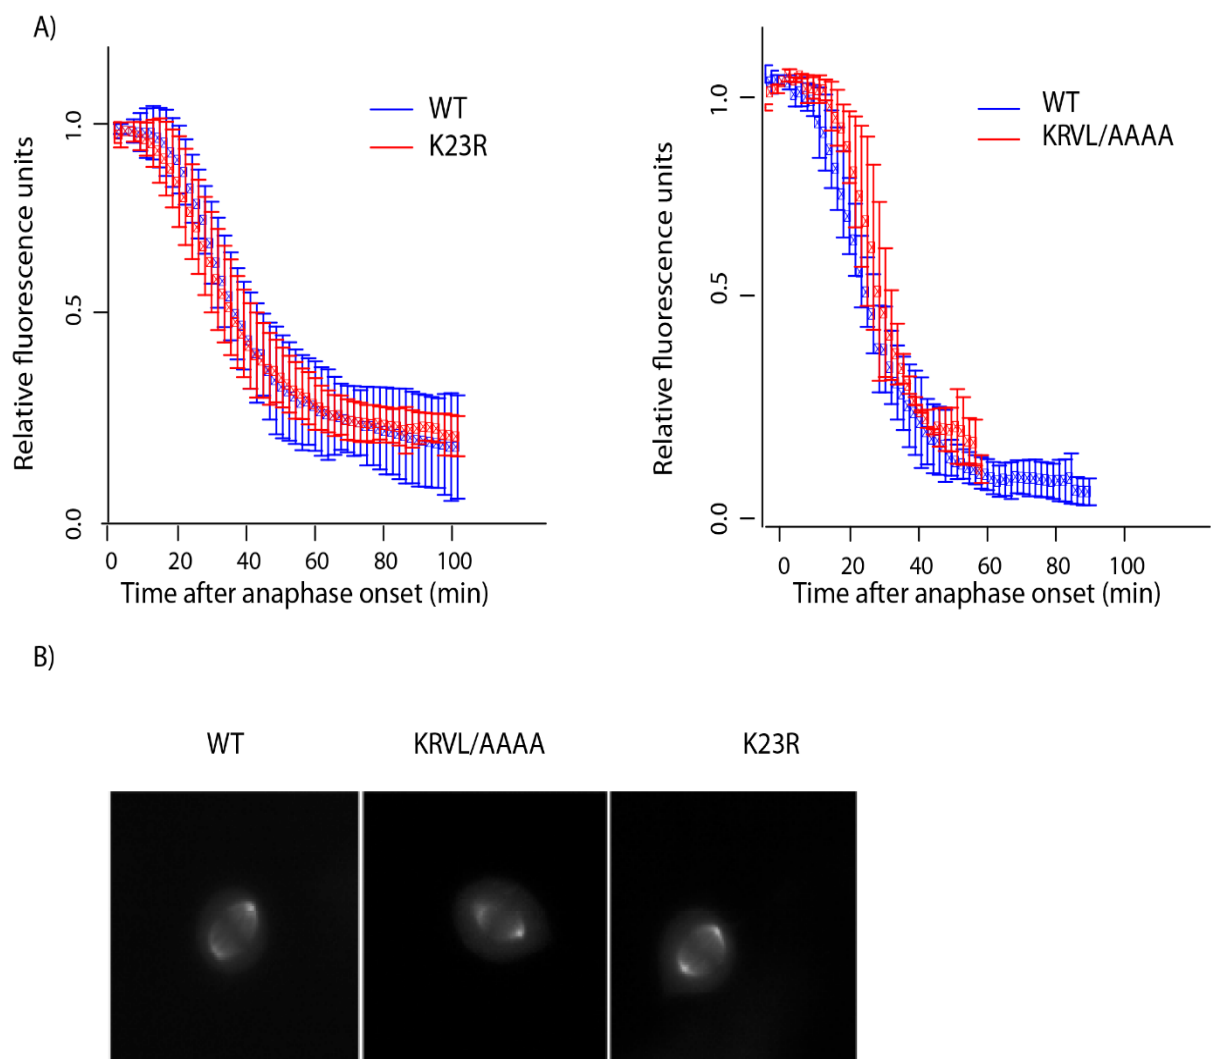 A)
Relative fluorescence units
1.0
0.5
0.0
WT
K23R
0 20 40 60 80 100
Time after anaphase onset (min)
Relative fluorescence units
1.0
0.5
0.0
WT
KRVL/AAAA
0 20 40 60 80 100
Time after anaphase onset (min)
B)
WT KRVL/AAAA K23R